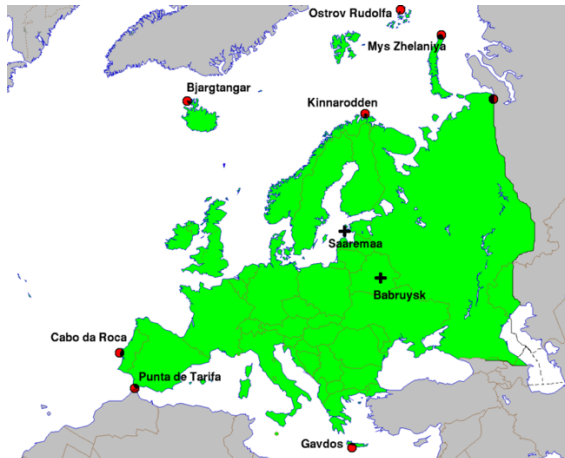 Ostrov Rudolfa
Mys Zhelaniya
Bjargtangar
Kinnarodden
Saaremaa
Babruysk
Cabo da Roca
Punta de Tarifa
Gavdos